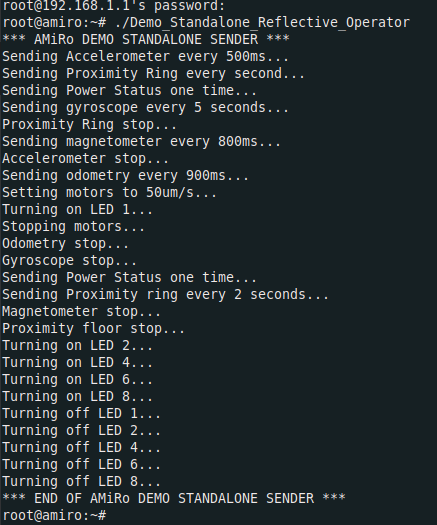 root@192.168.1.1's password:
root@amiro:~# ./Demo_Standalone_Reflective_Operator
*** AMiRo DEMO STANDALONE SENDER ***
Sending Accelerometer every 500ms...
Sending Proximity Ring every second...
Sending Power Status one time...
Sending gyroscope every 5 seconds...
Proximity Ring stop...
Sending magnetometer every 800ms...
Accelerometer stop...
Sending odometry every 900ms...
Setting motors to 50um/s...
Turning on LED 1...
Stopping motors...
Odometry stop...
Gyroscope stop...
Sending Power Status one time...
Sending Proximity ring every 2 seconds...
Magnetometer stop...
Proximity floor stop...
Turning on LED 2...
Turning on LED 4...
Turning on LED 6...
Turning on LED 8...
Turning off LED 1...
Turning off LED 2...
Turning off LED 4...
Turning off LED 6...
Turning off LED 8...
*** END OF AMiRo DEMO STANDALONE SENDER ***
root@amiro:~#